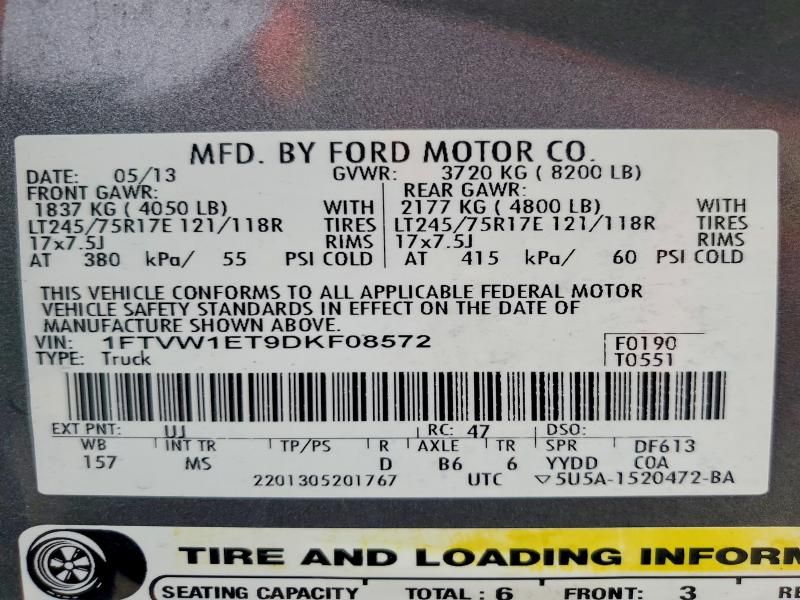 MFD. BY FORD MOTOR CO.
DATE: 05/13 GVWR: 3720 KG ( 8200 LB)
FRONT GAWR: REAR GAWR:
1837 KG ( 4050 LB) WITH 2177 KG ( 4800 LB) WITH
LT245/75R17E 121/118R TIRES LT245/75R17E 121/118R TIRES
17x7.5J RIMS 17x7.5J RIMS
AT 380 kPa/ 55 PSI COLD AT 415 kPa/ 60 PSI COLD
THIS VEHICLE CONFORMS TO ALL APPLICABLE FEDERAL MOTOR
VEHICLE SAFETY STANDARDS IN EFFECT ON THE DATE OF
MANUFACTURE SHOWN ABOVE.
VIN: 1FTVW1ET9DKF08572 F0190
TYPE: Truck T0551
EXT PNT: UJ RC: 47 DSO:
WB INT TR TP/PS R AXLE TR SPR DF613
157 MS D B6 6 YYDD C0A
2201305201767 UTC ▽5U5A-1520472-BA
TIRE AND LOADING INFORM
SEATING CAPACITY TOTAL : 6 FRONT: 3 RE